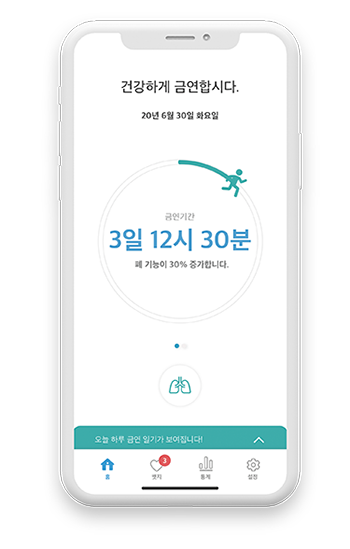 건강하게 금연합시다.
20년 6월 30일 화요일
금연기간
3일 12시 30분
폐 기능이 30% 증가합니다.
오늘 하루 금연 일기가 보여집니다!
3
홈
뱃지
통계
설정